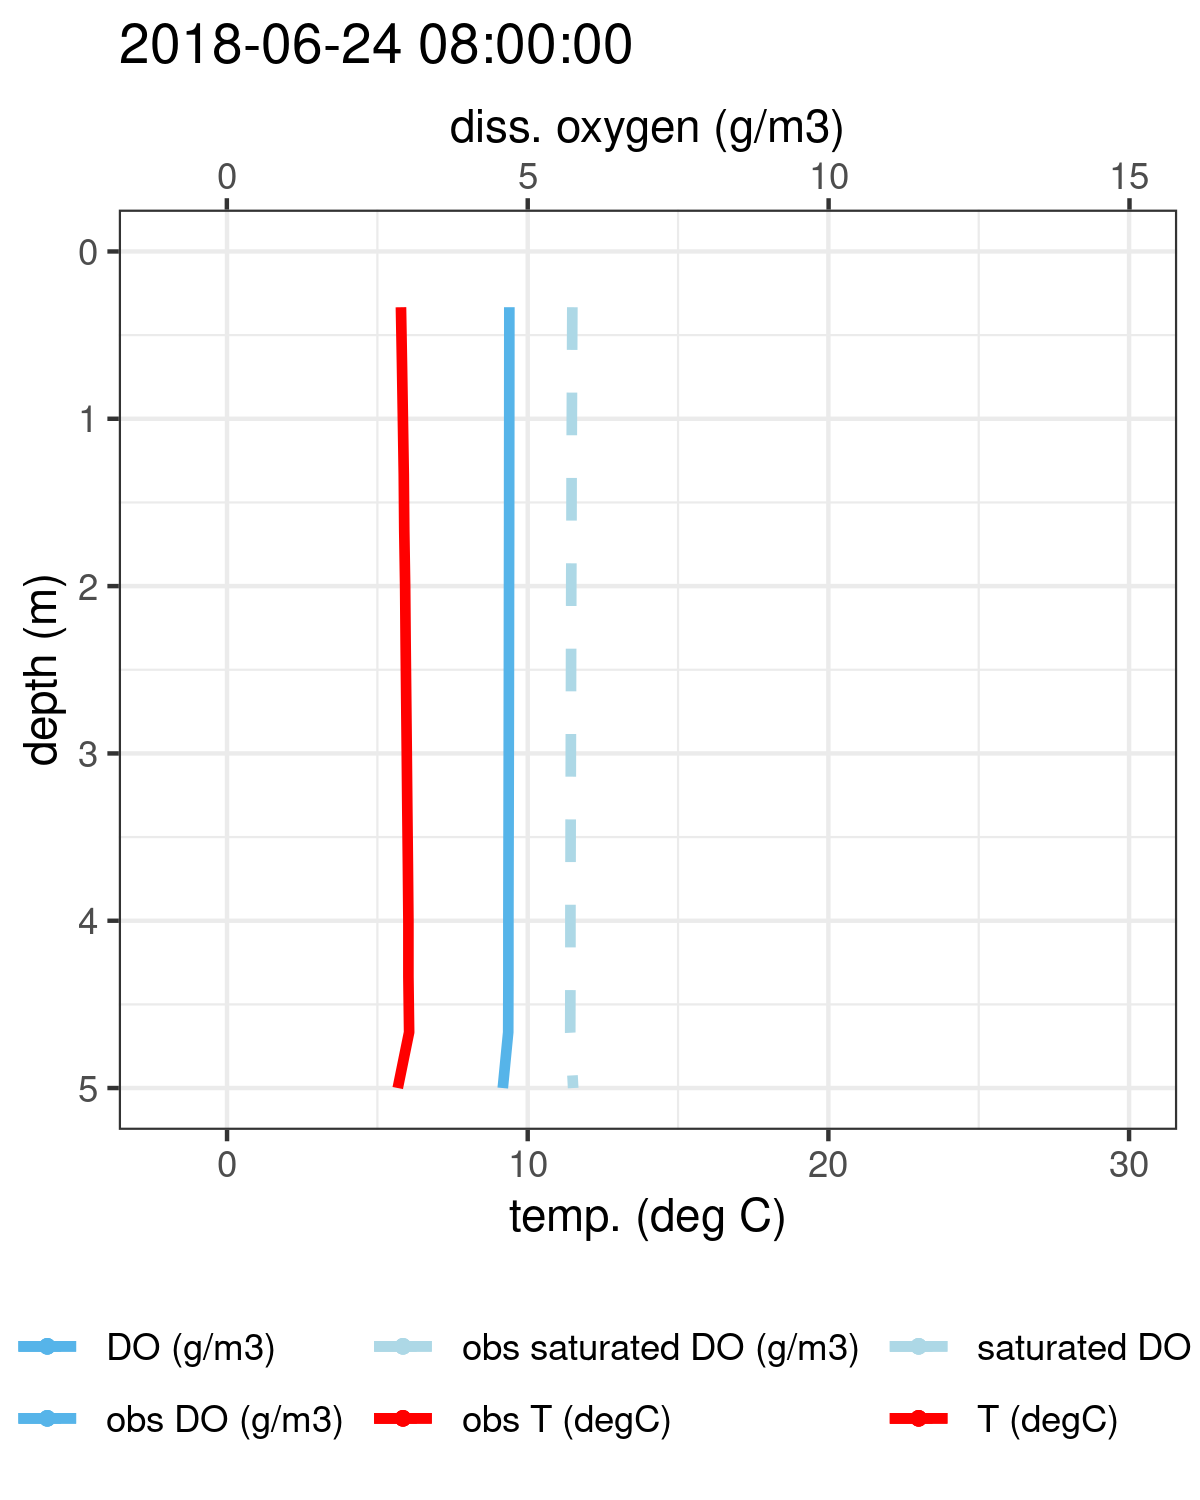 2018-06-24 08:00:00
diss. oxygen (g/m3)
0 5 10 15
0
1
2
3
4
5
depth (m)
0 10 20 30
temp. (deg C)
DO (g/m3) obs saturated DO (g/m3) saturated DO
obs DO (g/m3) obs T (degC) T (degC)